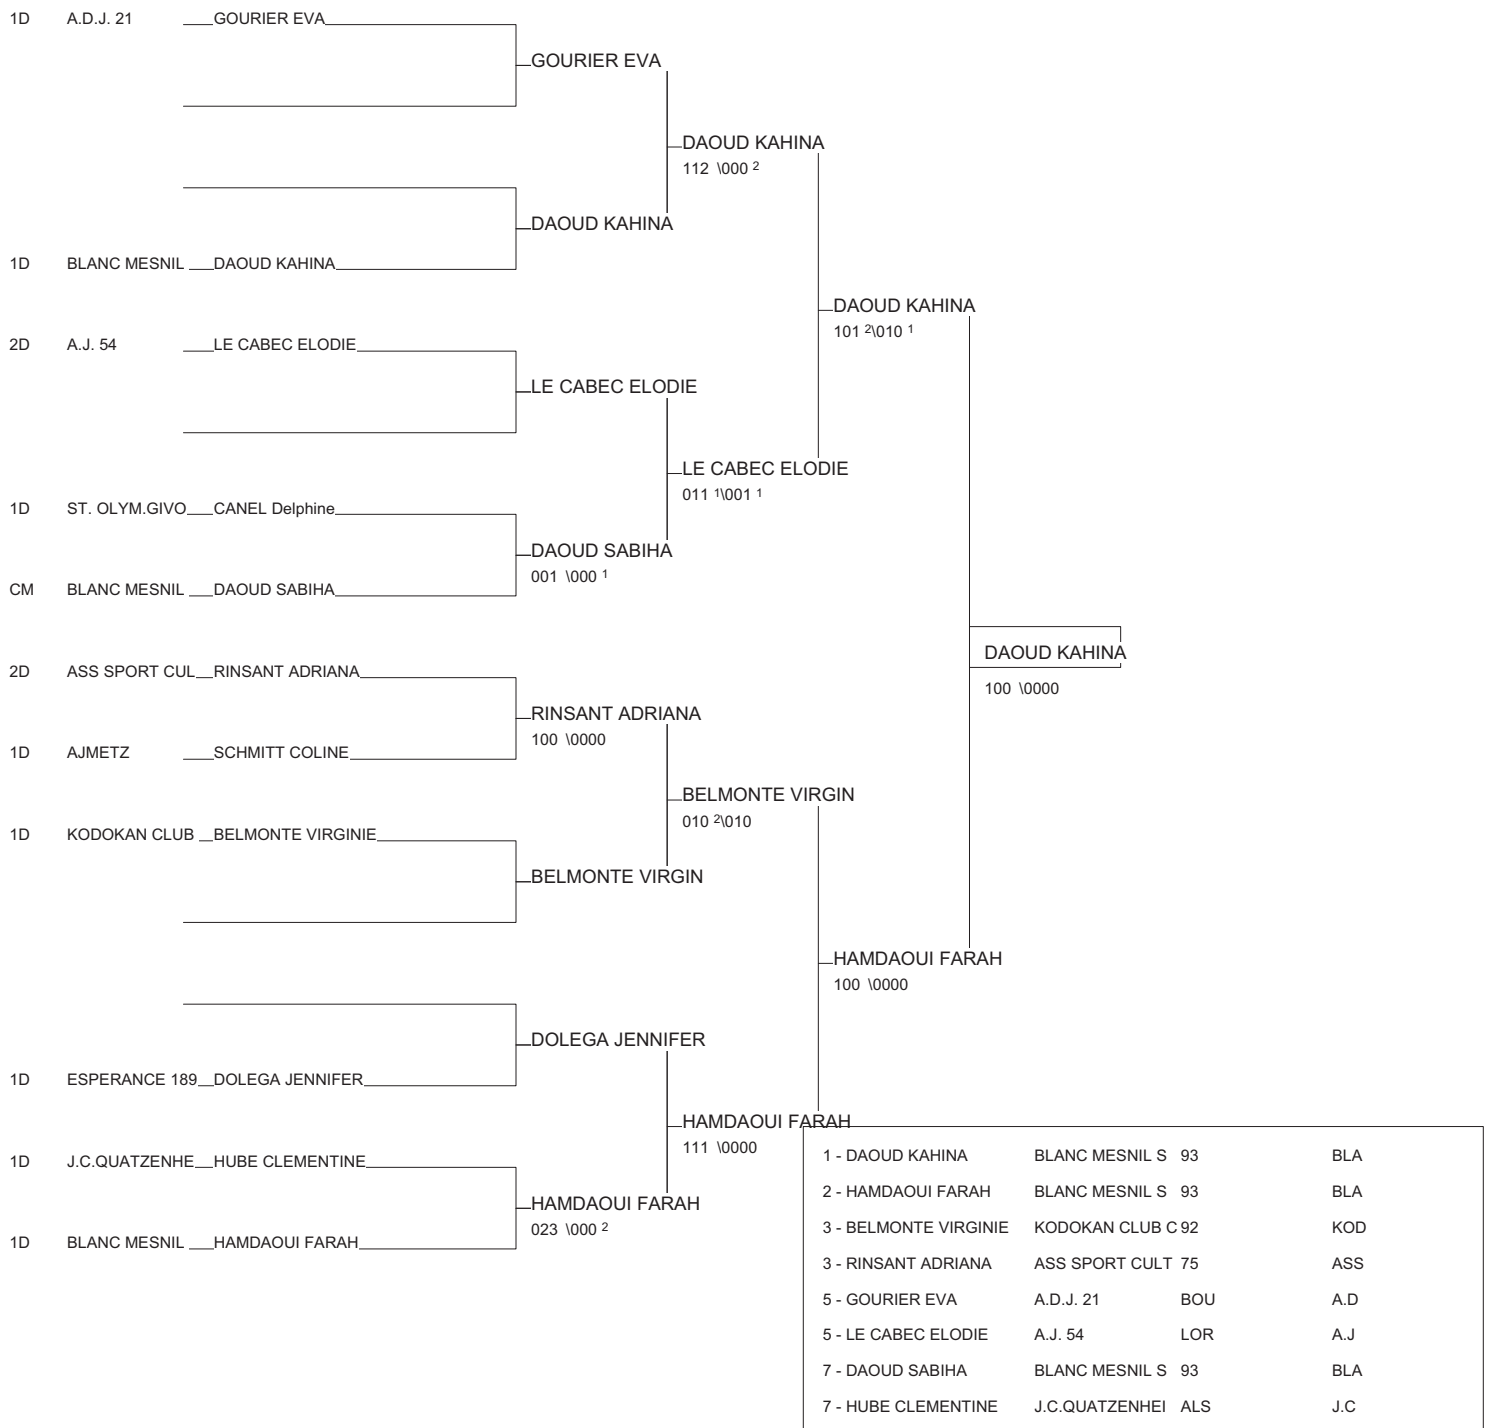 1D A.D.J. 21 GOURIER EVA
GOURIER EVA
DAOUD KAHINA
112 \000 2
DAOUD KAHINA
1D BLANC MESNIL DAOUD KAHINA
DAOUD KAHINA
101 2\010 1
2D A.J. 54 LE CABEC ELODIE
LE CABEC ELODIE
LE CABEC ELODIE
011 1\001 1
1D ST. OLYM.GIVO CANEL Delphine
DAOUD SABIHA
001 \000 1
CM BLANC MESNIL DAOUD SABIHA
DAOUD KAHINA
100 \0000
2D ASS SPORT CUL RINSANT ADRIANA
RINSANT ADRIANA
100 \0000
1D AJMETZ SCHMITT COLINE
BELMONTE VIRGIN
010 2\010
1D KODOKAN CLUB BELMONTE VIRGINIE
BELMONTE VIRGIN
HAMDAOUI FARAH
100 \0000
DOLEGA JENNIFER
1D ESPERANCE 189 DOLEGA JENNIFER
HAMDAOUI FARAH
111 \0000
1D J.C.QUATZENHE HUBE CLEMENTINE
HAMDAOUI FARAH
023 \000 2
1D BLANC MESNIL HAMDAOUI FARAH
1 - DAOUD KAHINA BLANC MESNIL S 93 BLA
2 - HAMDAOUI FARAH BLANC MESNIL S 93 BLA
3 - BELMONTE VIRGINIE KODOKAN CLUB C 92 KOD
3 - RINSANT ADRIANA ASS SPORT CULT 75 ASS
5 - GOURIER EVA A.D.J. 21 BOU A.D
5 - LE CABEC ELODIE A.J. 54 LOR A.J
7 - DAOUD SABIHA BLANC MESNIL S 93 BLA
7 - HUBE CLEMENTINE J.C.QUATZENHEI ALS J.C